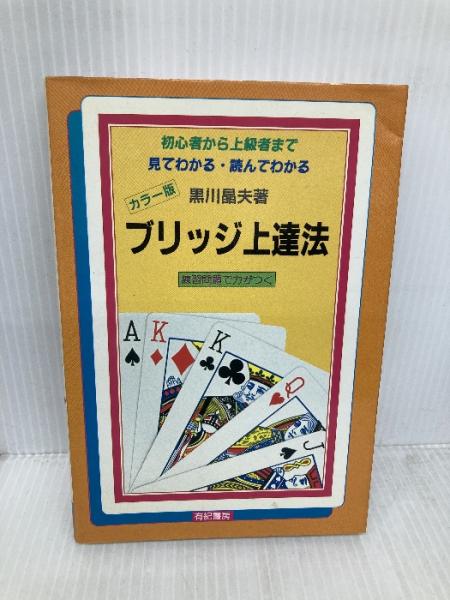 初心者から上級者まで
見てわかる・読んでわかる
カラー版
黒川晶夫著
ブリッジ上達法
練習問題で力がつく
A
K
K
Q
J
有紀書房